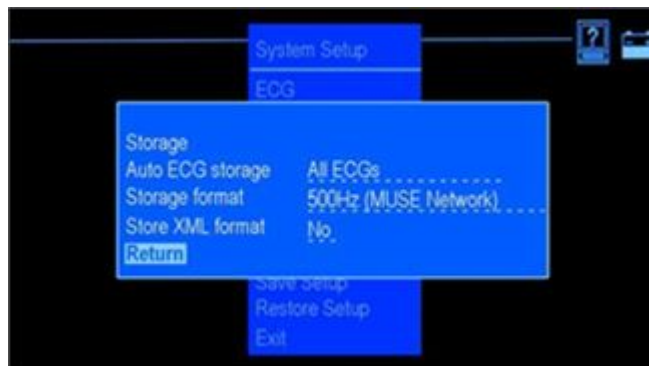 System Setup
?
ECG
Storage
Auto ECG storage All ECGs
Storage format 500Hz (MUSE Network)
Store XML format No
Return
Save Setup
Restore Setup
Exit